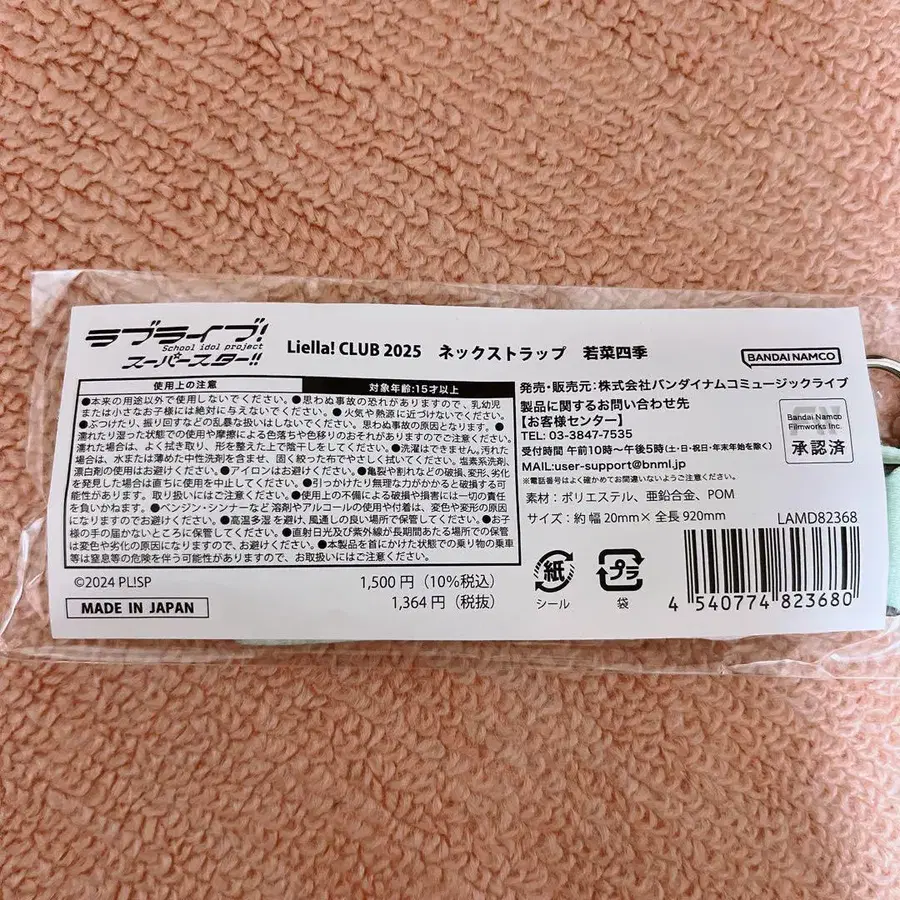 ラブライブ!
School idol project
スーパースター!!
Liella! CLUB 2025 ネックストラップ 若菜四季
BANDAI NAMCO
使用上の注意
対象年齢:15才以上
●本来の用途以外で使用しないでください。●思わぬ事故の恐れがありますので、乳幼児
または小さなお子様には絶対に与えないでください。●火気や熱源に近づけないでください。
●ぶつけたり、振り回すなどの乱暴な扱いはしないでください。思わぬ事故の原因となります。●
濡れたり湿った状態での使用や摩擦による色落ちや色移りのおそれがありますのでご注意ください。
濡れた場合は、よく拭き取り、形を整えた上で陰干しをしてください。●洗濯はできません。汚れた
場合は、水または薄めた中性洗剤を含ませ、固く絞った布でやさしく拭いてください。塩素系洗剤、
漂白剤の使用はお避けください。●アイロンはお避けください。●亀裂や割れなどの破損、変形、劣化
を発見した場合は直ちに使用を中止してください。●引っかけたり無理な力がかかると破損する可
能性があります。取り扱いにはご注意ください。●使用上の不備による破損や損害には一切の責任
を負いかねます。●ベンジン・シンナーなど溶剤やアルコールの使用や付着は、変色や変形の原因
になりますのでお避けください。●高温多湿を避け、風通しの良い場所で保管してください。●お子
様の手の届かないところに保管してください。●直射日光及び紫外線が長期間あたる場所での保管
は変色や劣化の原因になりますので、お避けください。●本製品を首にかけた状態での乗り物の乗車
等は窒息等の危険を伴う可能性がありますので、お取扱いにはご注意ください。
©2024 PL!SP
1,500円(10%税込)
1,364円(税抜)
MADE IN JAPAN
発売・販売元:株式会社バンダイナムコミュージックライブ
製品に関するお問い合わせ先
【お客様センター】
TEL: 03-3847-7535
受付時間 午前10時〜午後5時(土・日・祝日・年末年始を除く)
MAIL:user-support@bnml.jp
※電話番号はよく確かめてお間違いないよう、お気をつけください。
素材:ポリエステル、亜鉛合金、POM
サイズ:約 幅 20mm× 全長 920mm
Bandai Namco
Filmworks Inc.
承認済
LAMD82368
紙
シール
プラ
袋
4 540774 823680